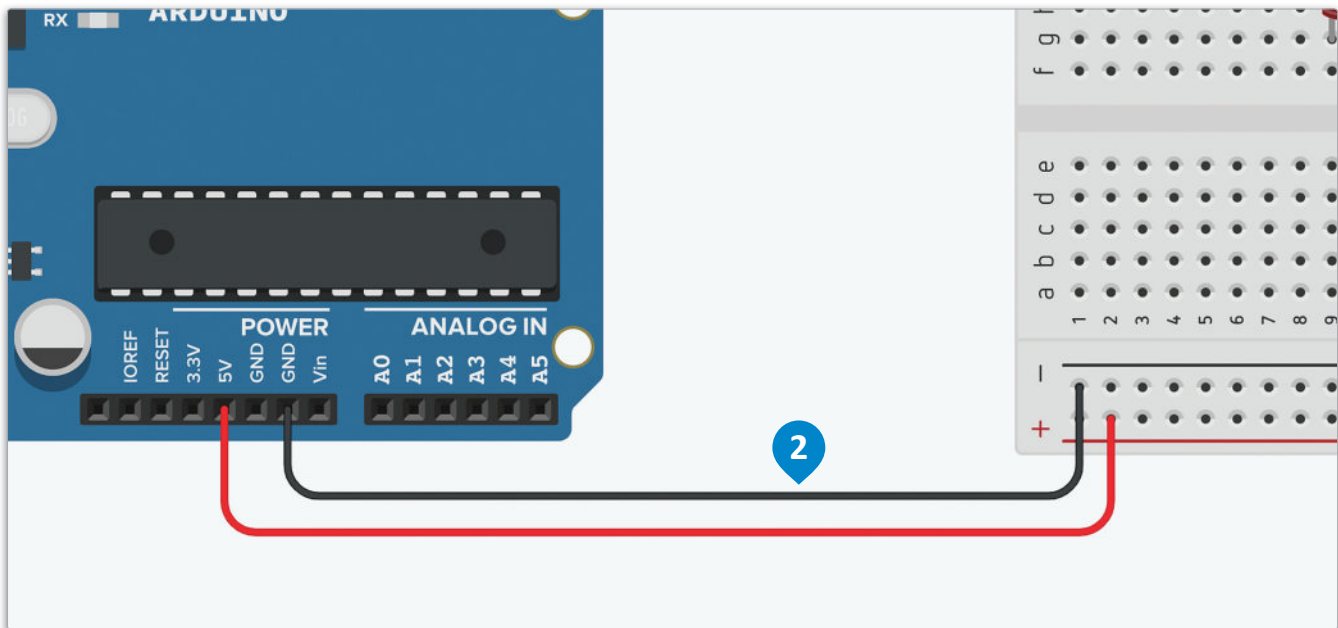 RX
ARDUINO
IOREF
RESET
3.3V
5V
GND
GND
Vin
POWER
A0
A1
A2
A3
A4
A5
ANALOG IN
2
g
f
e
d
c
b
a
1
2
3
4
5
6
7
8
9
−
+